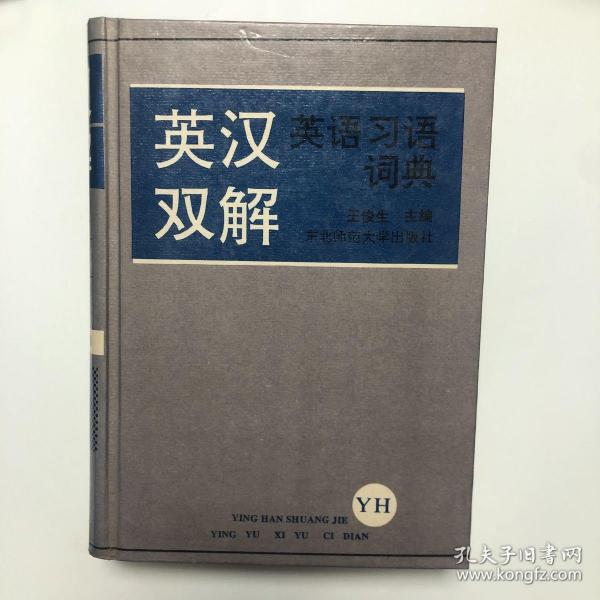 英汉
双解
英语习语
词典
王俊生 主编
东北师范大学出版社
YH
YING HAN SHUANG JIE
YING YU XI YU CI DIAN
孔夫子旧书网
www.kongfz.com